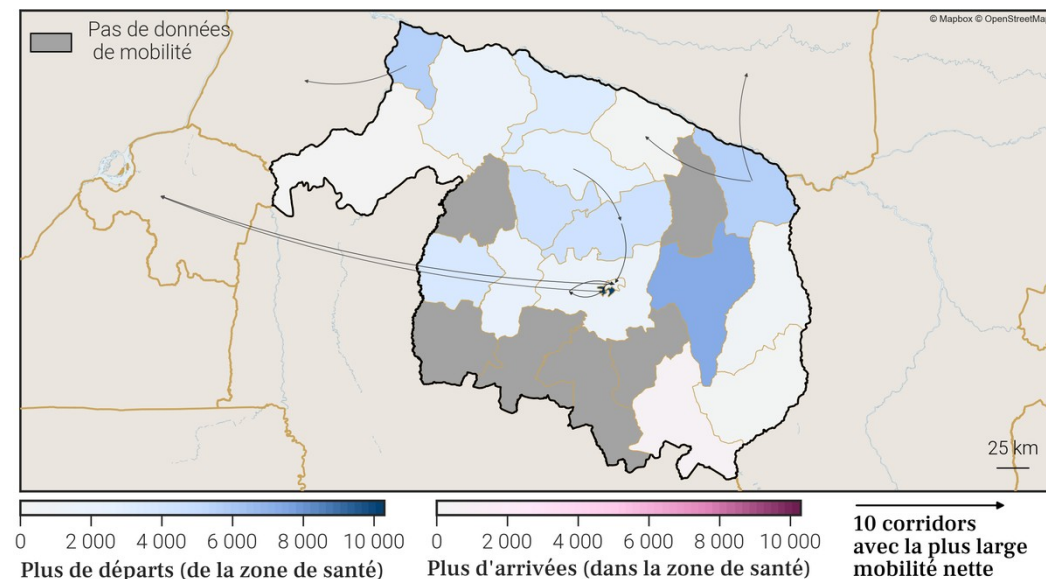 © Mapbox © OpenStreetMap
Pas de données
de mobilité
25 km
0 2 000 4 000 6 000 8 000 10 000
Plus de départs (de la zone de santé)
0 2 000 4 000 6 000 8 000 10 000
Plus d'arrivées (dans la zone de santé)
10 corridors
avec la plus large
mobilité nette